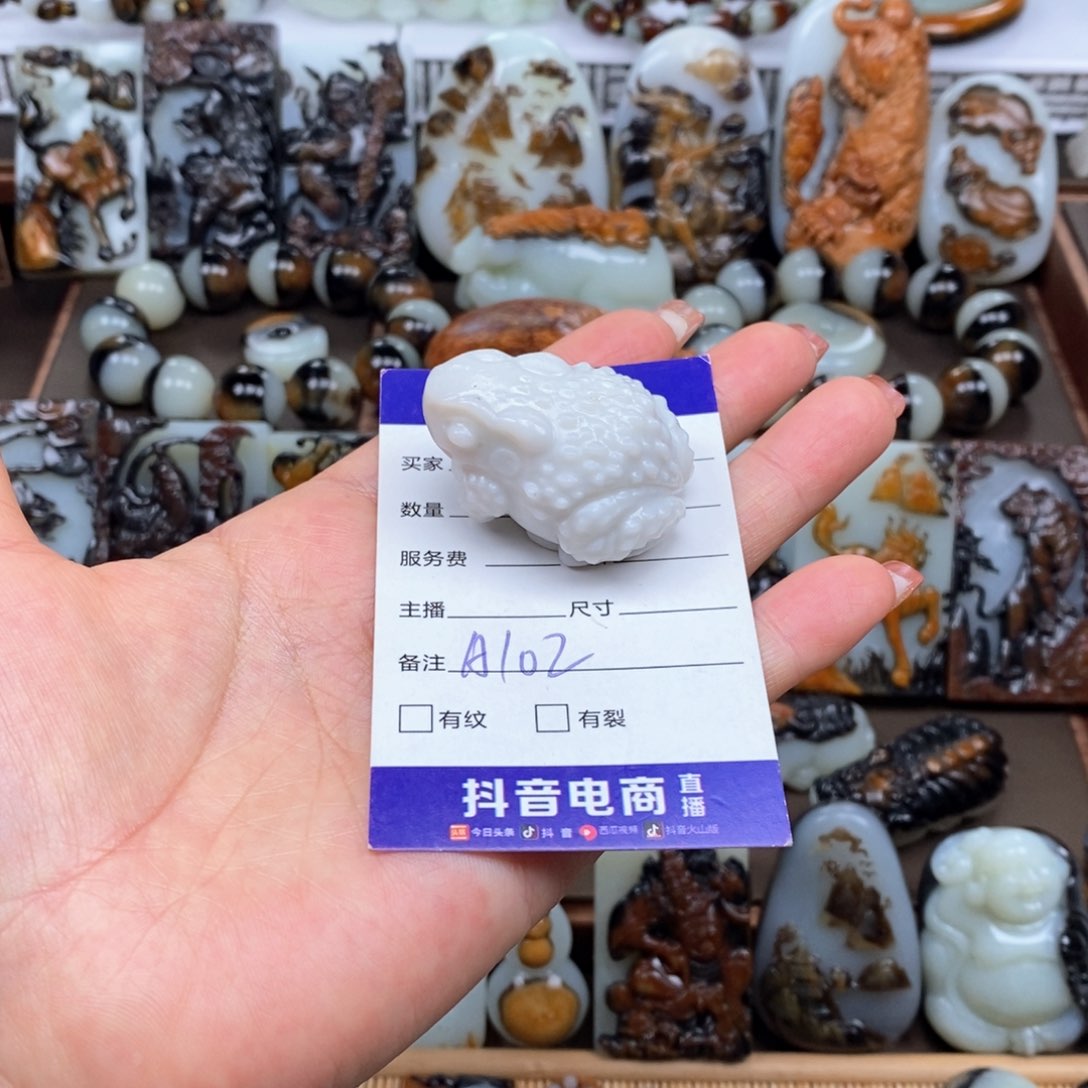 买家
数量
服务费
主播 尺寸
备注 A102
有纹 有裂
抖音电商 直播
头条 今日头条 抖音 西瓜视频 抖音火山版